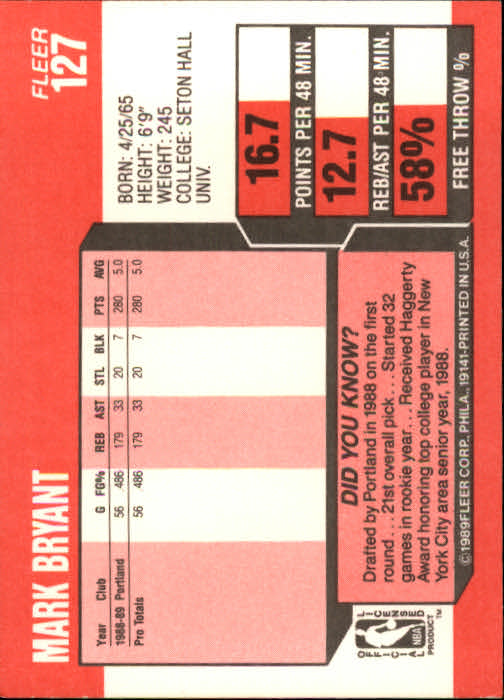 MARK BRYANT
FLEER
127
BORN: 4/25/65
HEIGHT: 6'9"
WEIGHT: 245
COLLEGE: SETON HALL
UNIV.
Year Club G FG% REB AST STL BLK PTS AVG
1988-89 Portland 56 .486 179 33 20 7 280 5.0
Pro Totals 56 .486 179 33 20 7 280 5.0
16.7
POINTS PER 48 MIN.
12.7
REB/AST PER 48 MIN.
58%
FREE THROW %
DID YOU KNOW?
Drafted by Portland in 1988 on the first
round...21st overall pick...Started 32
games in rookie year...Received Haggerty
Award honoring top college player in New
York City area senior year, 1988.
OFFICIAL
LICENSED
NBA
PRODUCT™
©1989FLEER CORP., PHILA., 19141-PRINTED IN U.S.A.